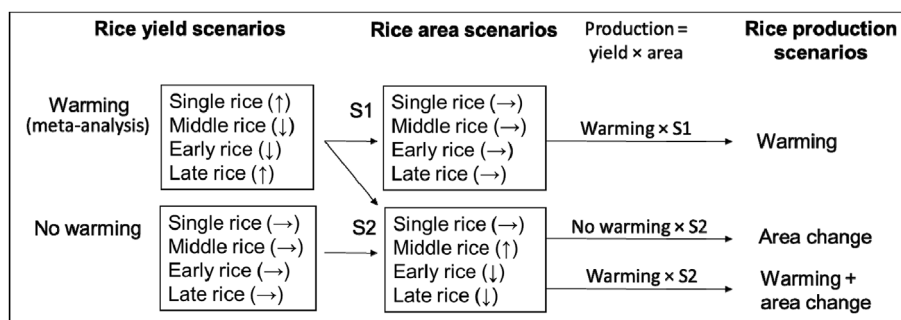 Rice yield scenarios
Rice area scenarios
Production =
yield × area
Rice production
scenarios
Warming
(meta-analysis)
Single rice (↑)
Middle rice (↓)
Early rice (↓)
Late rice (↑)
S1
Single rice (→)
Middle rice (→)
Early rice (→)
Late rice (→)
Warming × S1
Warming
No warming
Single rice (→)
Middle rice (→)
Early rice (→)
Late rice (→)
S2
Single rice (→)
Middle rice (↑)
Early rice (↓)
Late rice (↓)
No warming × S2
Area change
Warming × S2
Warming +
area change